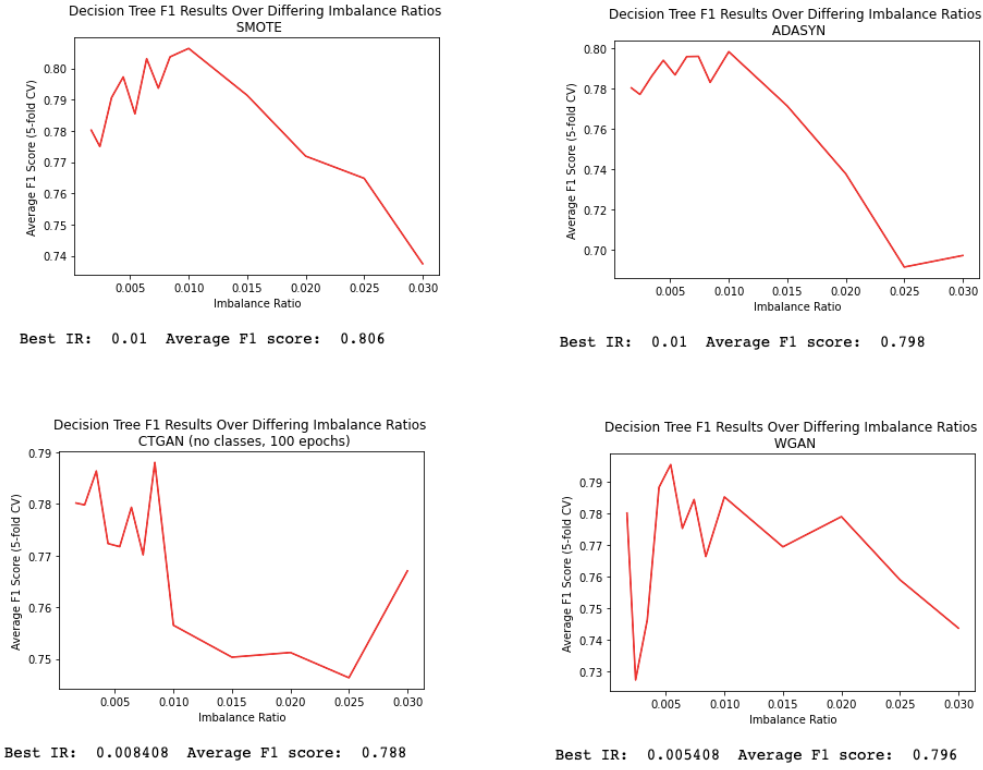 Decision Tree F1 Results Over Differing Imbalance Ratios
SMOTE
Average F1 Score (5-fold CV)
0.80
0.79
0.78
0.77
0.76
0.75
0.74
0.005 0.010 0.015 0.020 0.025 0.030
Imbalance Ratio
Best IR: 0.01 Average F1 score: 0.806
Decision Tree F1 Results Over Differing Imbalance Ratios
ADASYN
Average F1 Score (5-fold CV)
0.80
0.78
0.76
0.74
0.72
0.70
0.005 0.010 0.015 0.020 0.025 0.030
Imbalance Ratio
Best IR: 0.01 Average F1 score: 0.798
Decision Tree F1 Results Over Differing Imbalance Ratios
CTGAN (no classes, 100 epochs)
Average F1 Score (5-fold CV)
0.79
0.78
0.77
0.76
0.75
0.005 0.010 0.015 0.020 0.025 0.030
Imbalance Ratio
Best IR: 0.008408 Average F1 score: 0.788
Decision Tree F1 Results Over Differing Imbalance Ratios
WGAN
Average F1 Score (5-fold CV)
0.79
0.78
0.77
0.76
0.75
0.74
0.73
0.005 0.010 0.015 0.020 0.025 0.030
Imbalance Ratio
Best IR: 0.005408 Average F1 score: 0.796